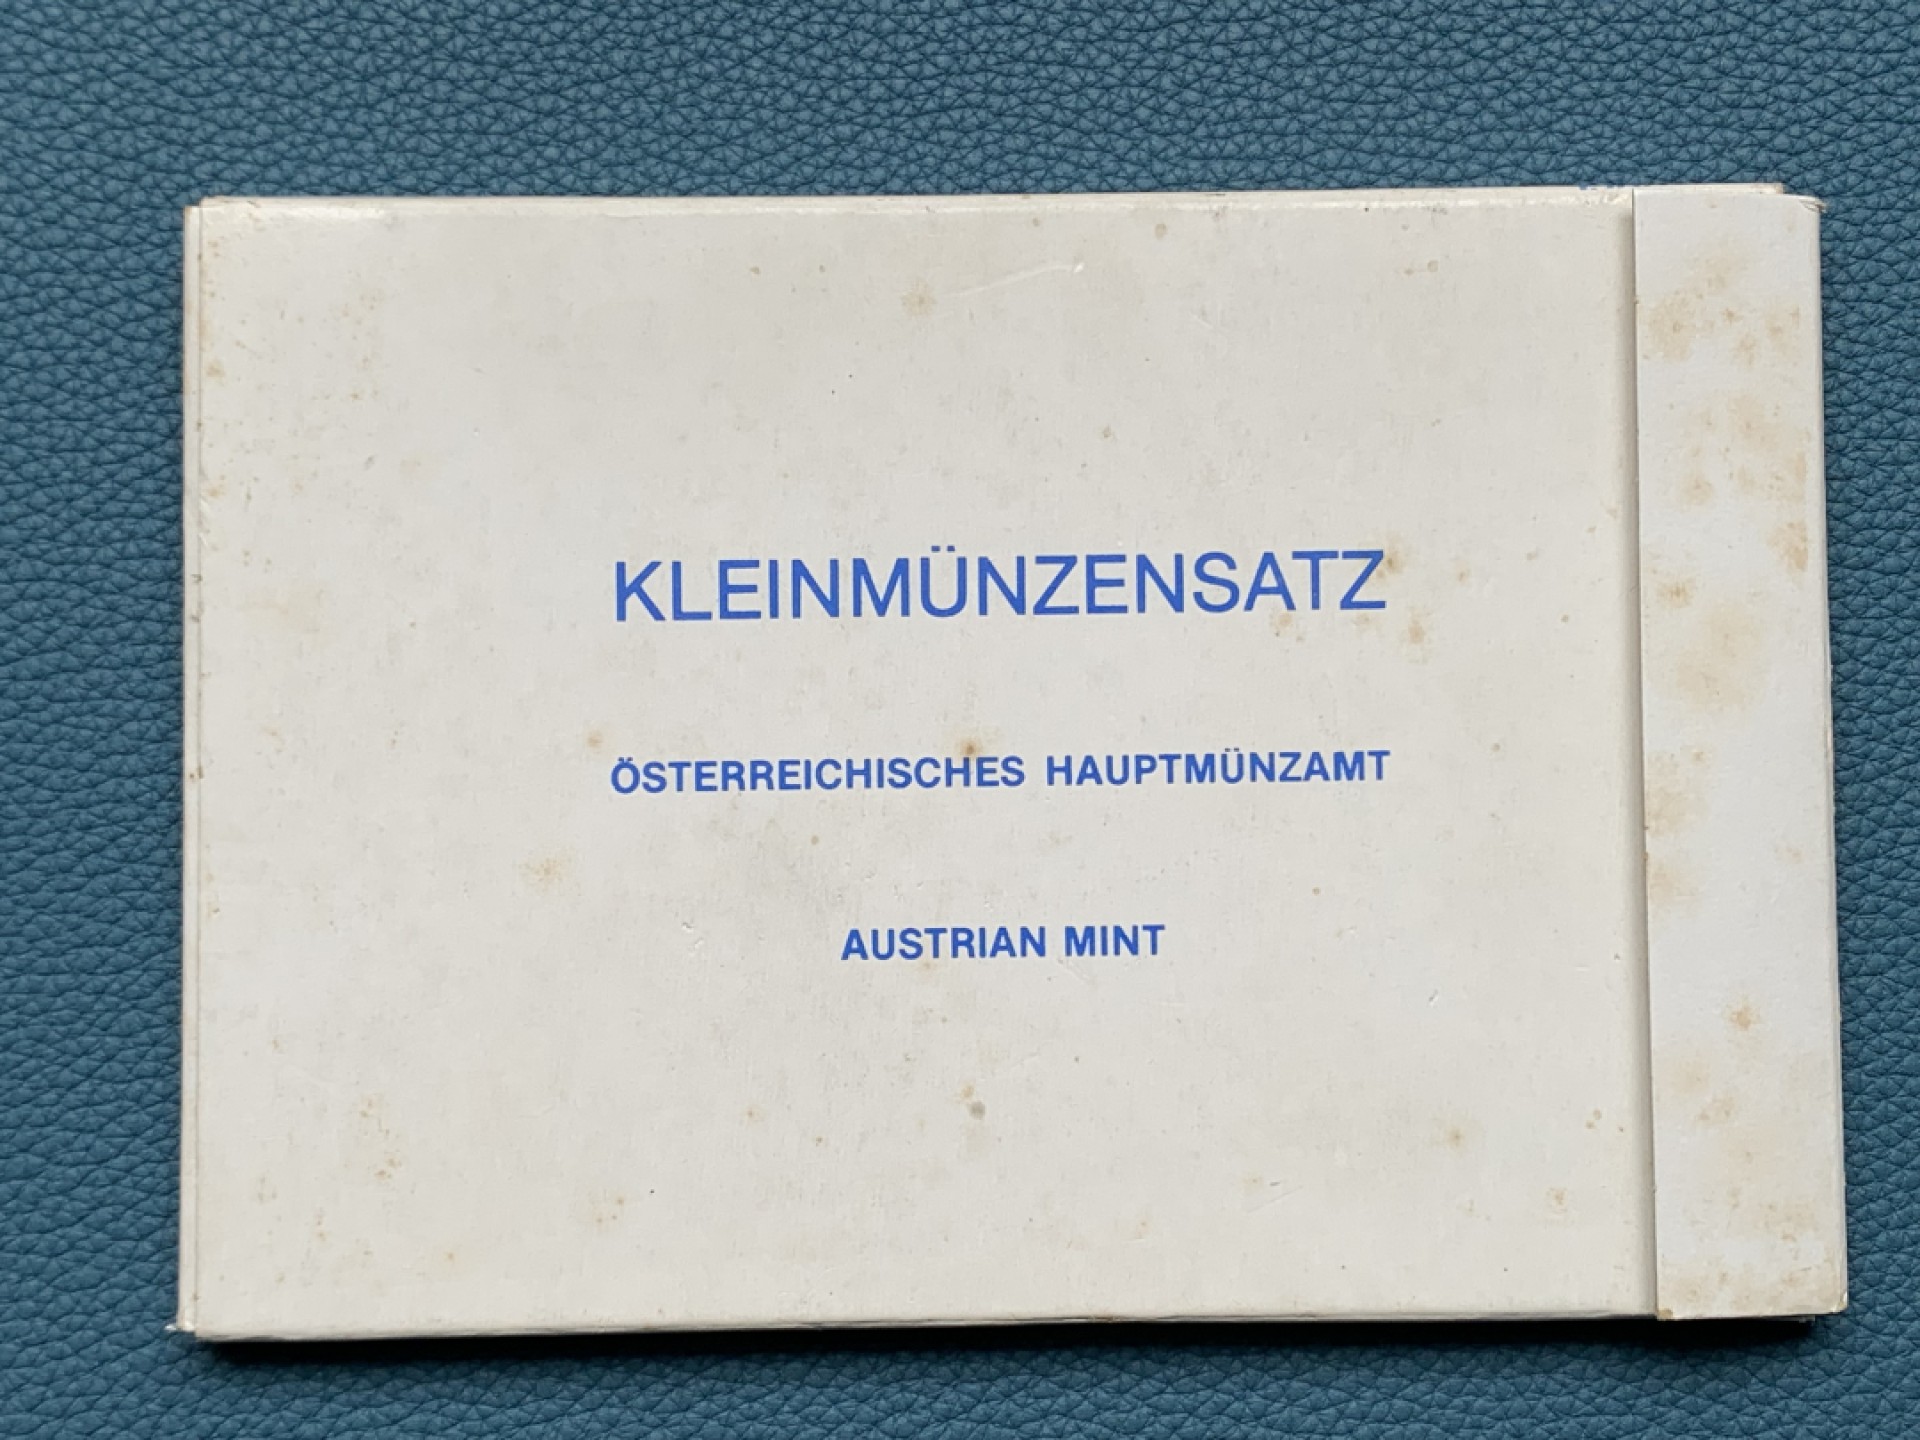 KLEINMÜNZENSATZ
ÖSTERREICHISCHES HAUPTMÜNZAMT
AUSTRIAN MINT